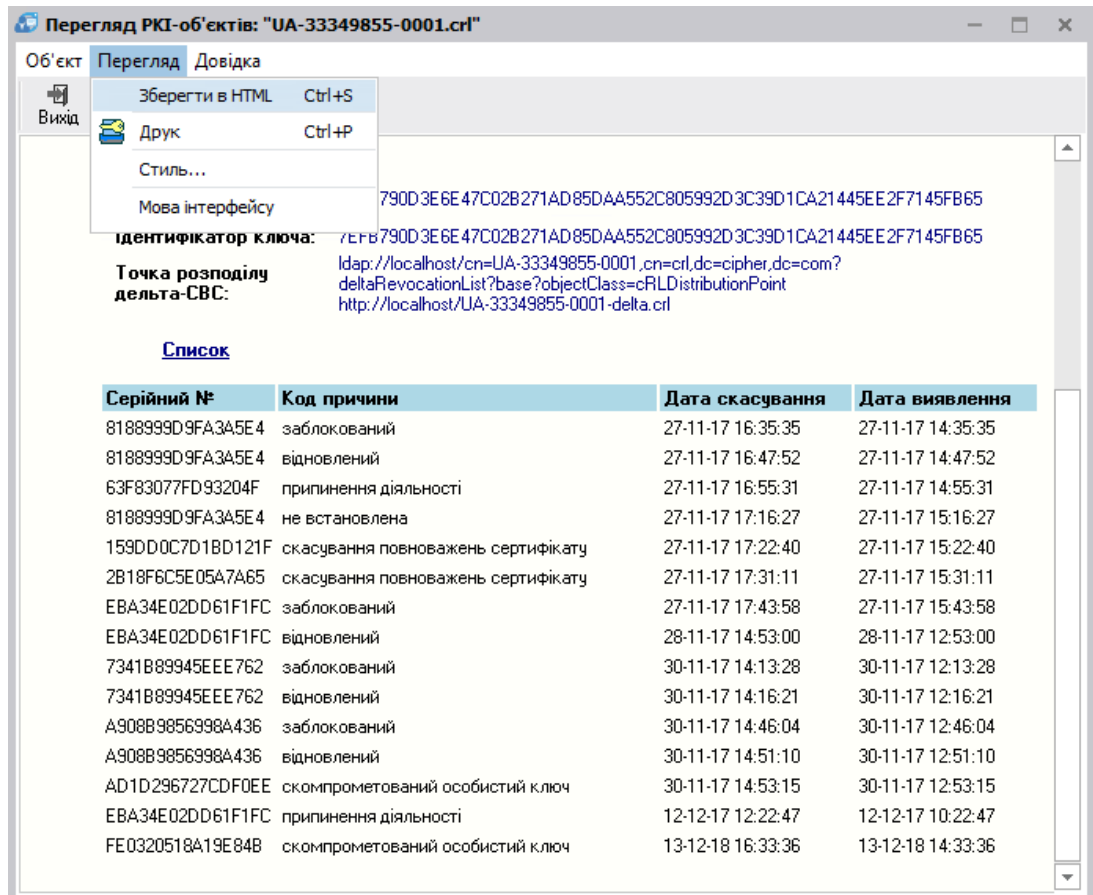 Перегляд PKI-об'єктів: "UA-33349855-0001.crl"
Об'єкт Перегляд Довідка
Вихід
Зберегти в HTML Ctrl+S
Друк Ctrl+P
Стиль...
Мова інтерфейсу
790D3E6E47C02B271AD85DAA552C805992D3C39D1CA21445EE2F7145FB65
Ідентифікатор ключа: 7EFB790D3E6E47C02B271AD85DAA552C805992D3C39D1CA21445EE2F7145FB65
Точка розподілу
дельта-СВС:
ldap://localhost/cn=UA-33349855-0001,cn=crl,dc=cipher,dc=com?
deltaRevocationList?base?objectClass=cRLDistributionPoint
http://localhost/UA-33349855-0001-delta.crl
Список
Серійний № Код причини Дата скасування Дата виявлення
8188999D9FA3A5E4 заблокований 27-11-17 16:35:35 27-11-17 14:35:35
8188999D9FA3A5E4 відновлений 27-11-17 16:47:52 27-11-17 14:47:52
63F83077FD93204F припинення діяльності 27-11-17 16:55:31 27-11-17 14:55:31
8188999D9FA3A5E4 не встановлена 27-11-17 17:16:27 27-11-17 15:16:27
159DD0C7D1BD121F скасування повноважень сертифікату 27-11-17 17:22:40 27-11-17 15:22:40
2B18F6C5E05A7A65 скасування повноважень сертифікату 27-11-17 17:31:11 27-11-17 15:31:11
EBA34E02DD61F1FC заблокований 27-11-17 17:43:58 27-11-17 15:43:58
EBA34E02DD61F1FC відновлений 28-11-17 14:53:00 28-11-17 12:53:00
7341B89945EEE762 заблокований 30-11-17 14:13:28 30-11-17 12:13:28
7341B89945EEE762 відновлений 30-11-17 14:16:21 30-11-17 12:16:21
A908B9856998A436 заблокований 30-11-17 14:46:04 30-11-17 12:46:04
A908B9856998A436 відновлений 30-11-17 14:51:10 30-11-17 12:51:10
AD1D296727CDF0EE скомпрометований особистий ключ 30-11-17 14:53:15 30-11-17 12:53:15
EBA34E02DD61F1FC припинення діяльності 12-12-17 12:22:47 12-12-17 10:22:47
FE0320518A19E84B скомпрометований особистий ключ 13-12-18 16:33:36 13-12-18 14:33:36